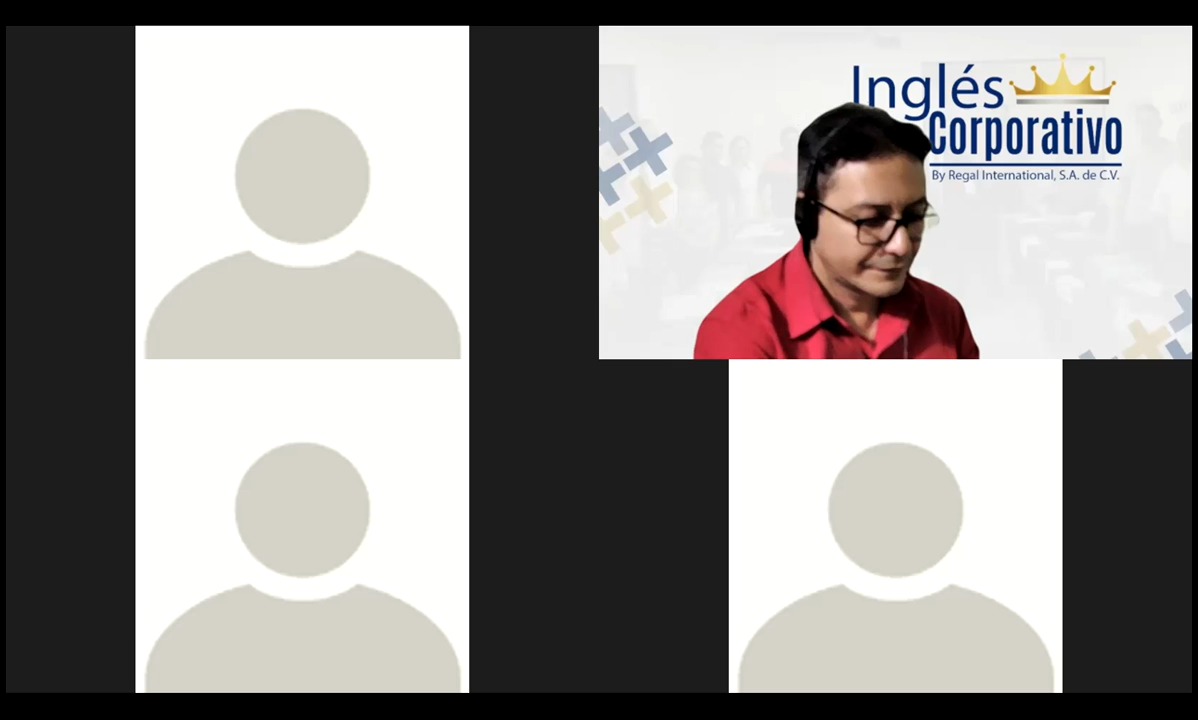 Inglés
Corporativo
By Regal International, S.A. de C.V.